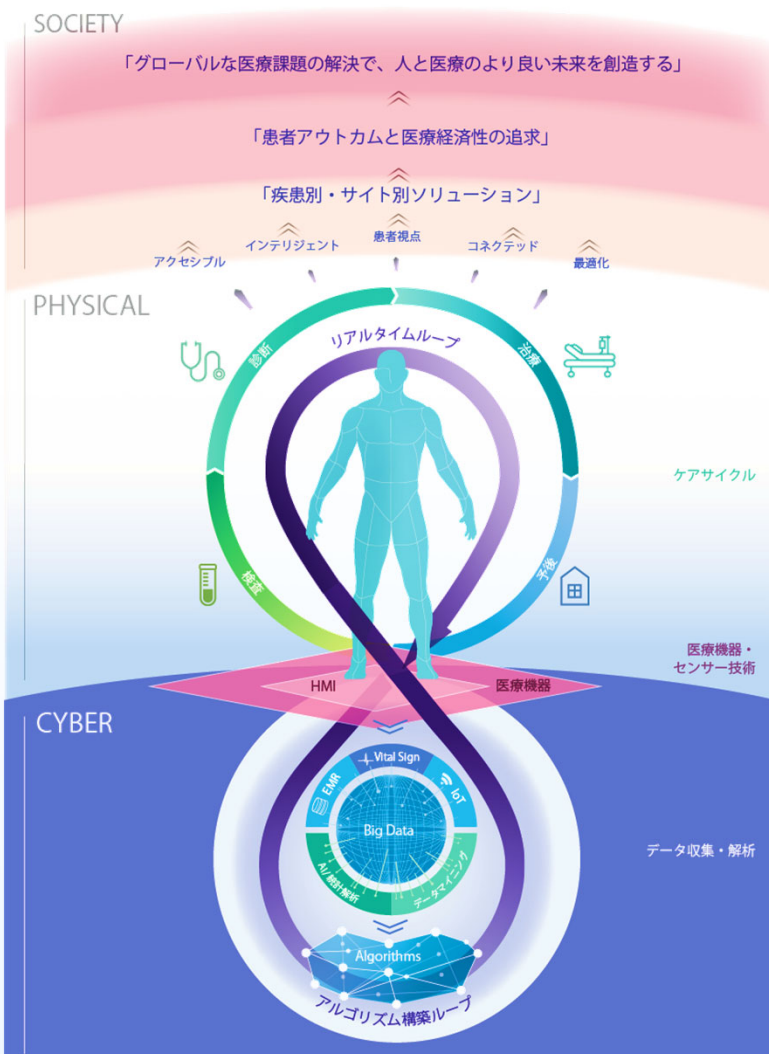 SOCIETY
「グローバルな医療課題の解決で、人と医療のより良い未来を創造する」
「患者アウトカムと医療経済性の追求」
「疾患別・サイト別ソリューション」
アクセシブル
インテリジェント
患者視点
コネクテッド
最適化
PHYSICAL
リアルタイムループ
診断
治療
ケアサイクル
検査
予後
医療機器・
センサー技術
HMI
医療機器
CYBER
EMR
Vital Sign
IoT
Big Data
データ収集・解析
AI/統計解析
データマイニング
Algorithms
アルゴリズム構築ループ